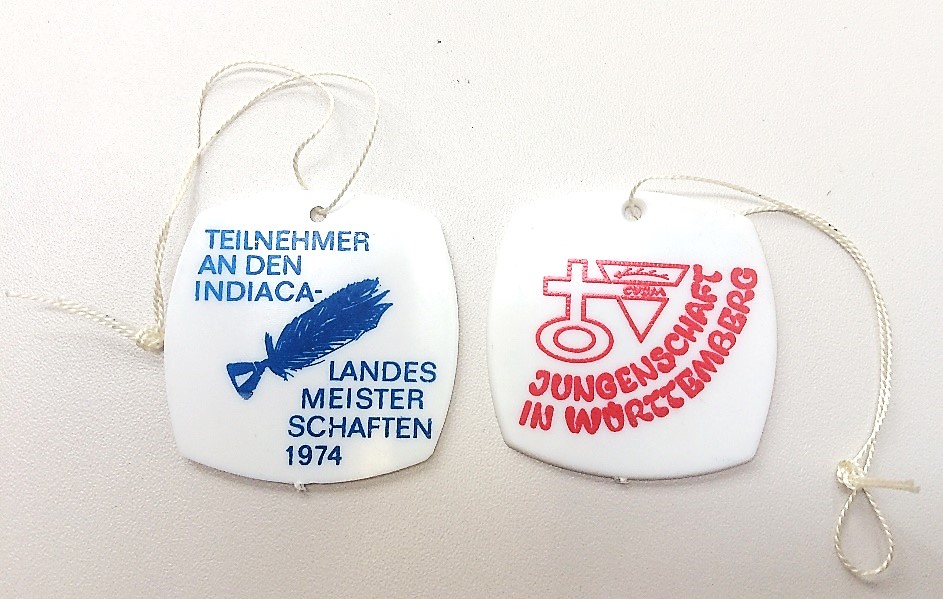 TEILNEHMER
AN DEN
INDIACA-
LANDES
MEISTER
SCHAFTEN
1974
JUNGENSCHAFT
IN WÜRTTEMBERG